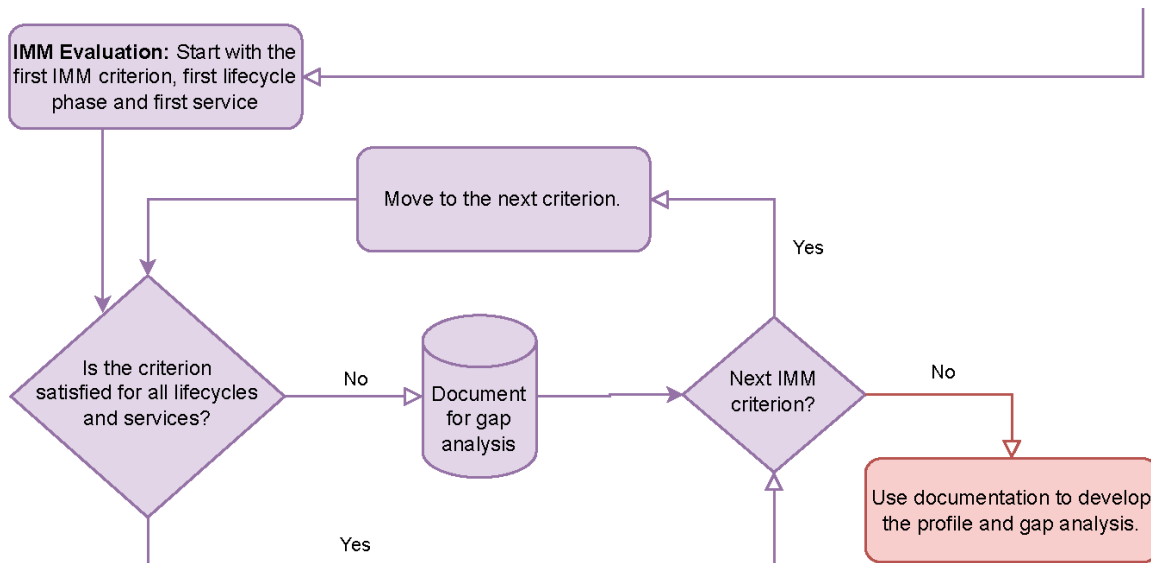 IMM Evaluation: Start with the
first IMM criterion, first lifecycle
phase and first service
Move to the next criterion.
Yes
Is the criterion
satisfied for all lifecycles
and services?
No
Document
for gap
analysis
Next IMM
criterion?
No
Use documentation to develop
the profile and gap analysis.
Yes